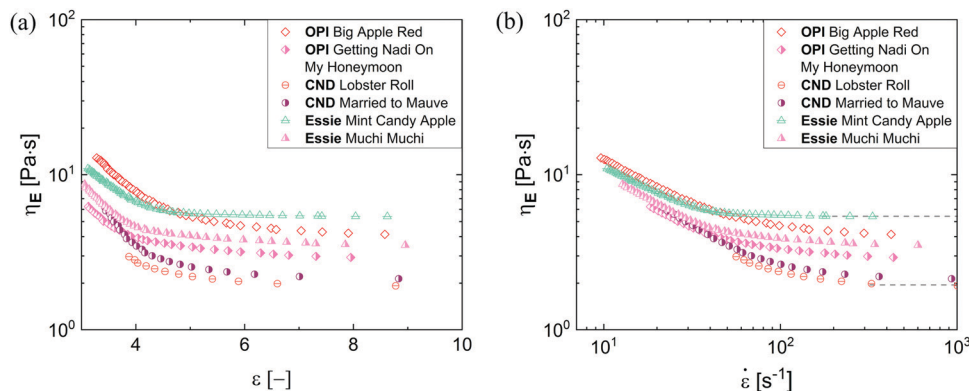 (a)
10²
10¹
10⁰
ηE [Pa·s]
OPI Big Apple Red
OPI Getting Nadi On
My Honeymoon
CND Lobster Roll
CND Married to Mauve
Essie Mint Candy Apple
Essie Muchi Muchi
4
6
8
10
ε [−]
(b)
10²
10¹
10⁰
ηE [Pa·s]
OPI Big Apple Red
OPI Getting Nadi On
My Honeymoon
CND Lobster Roll
CND Married to Mauve
Essie Mint Candy Apple
Essie Muchi Muchi
10¹
10²
10³
ε̇ [s⁻¹]